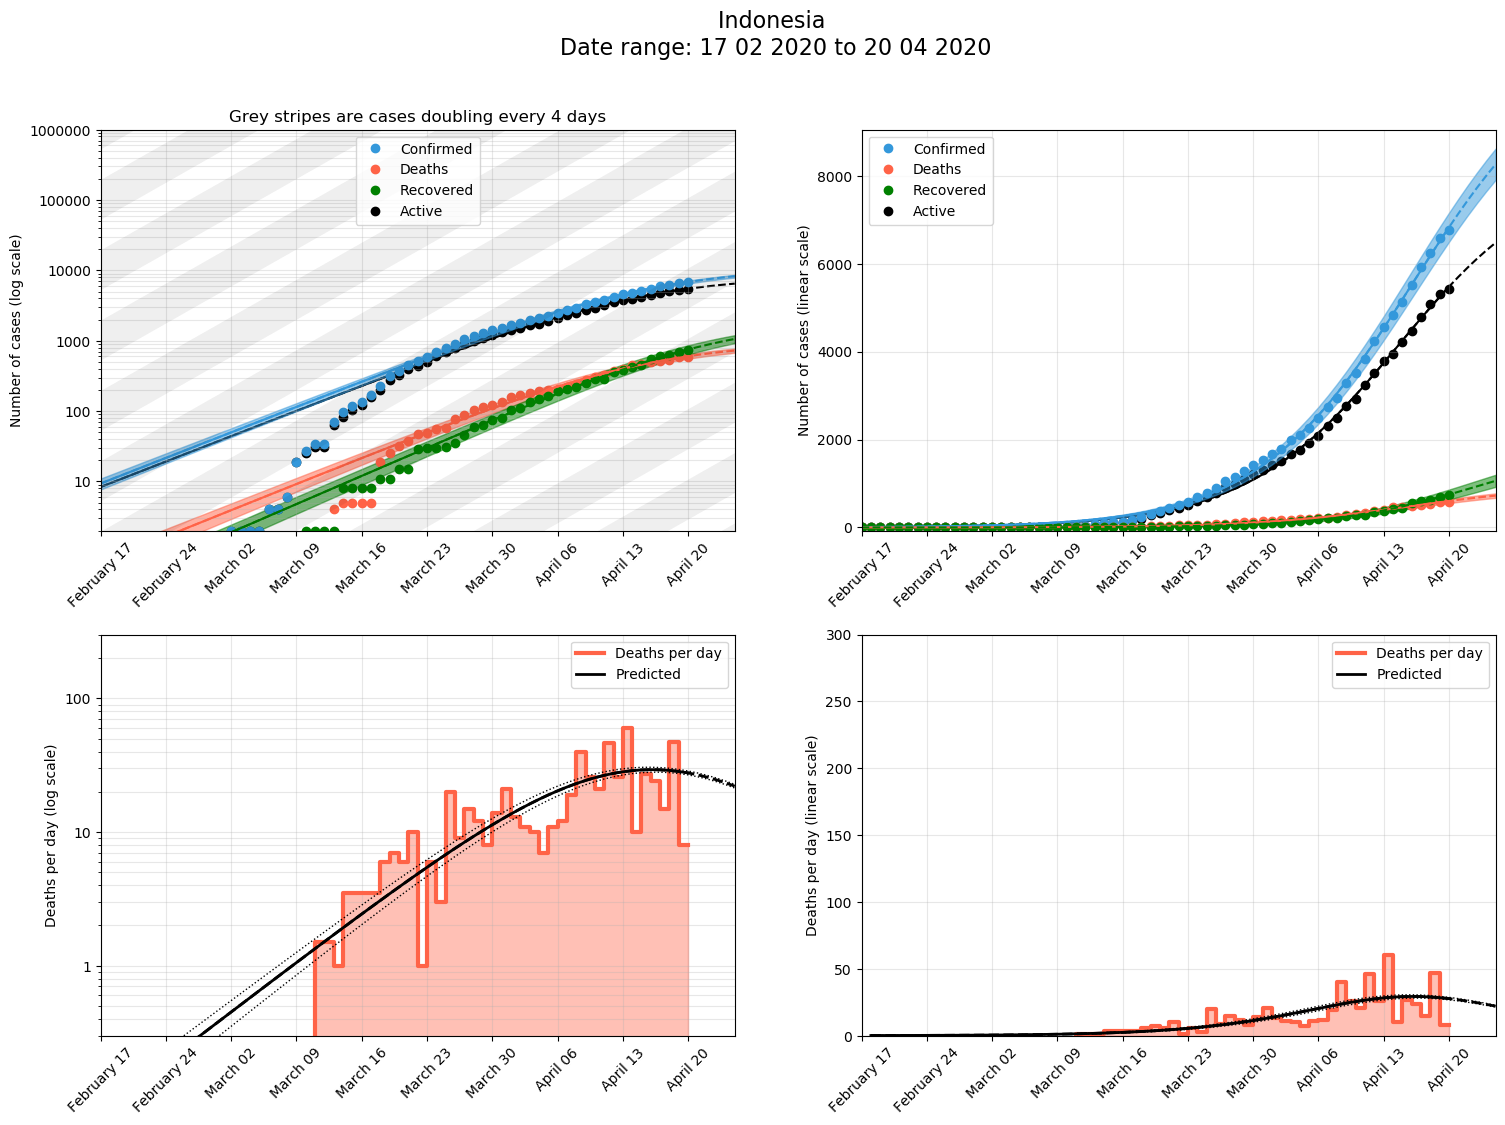 Indonesia
Date range: 17 02 2020 to 20 04 2020
Grey stripes are cases doubling every 4 days
Number of cases (log scale)
1000000
100000
10000
1000
100
10
Confirmed
Deaths
Recovered
Active
February 17
February 24
March 02
March 09
March 16
March 23
March 30
April 06
April 13
April 20
Number of cases (linear scale)
8000
6000
4000
2000
0
Confirmed
Deaths
Recovered
Active
February 17
February 24
March 02
March 09
March 16
March 23
March 30
April 06
April 13
April 20
Deaths per day (log scale)
100
10
1
Deaths per day
Predicted
February 17
February 24
March 02
March 09
March 16
March 23
March 30
April 06
April 13
April 20
Deaths per day (linear scale)
300
250
200
150
100
50
0
Deaths per day
Predicted
February 17
February 24
March 02
March 09
March 16
March 23
March 30
April 06
April 13
April 20